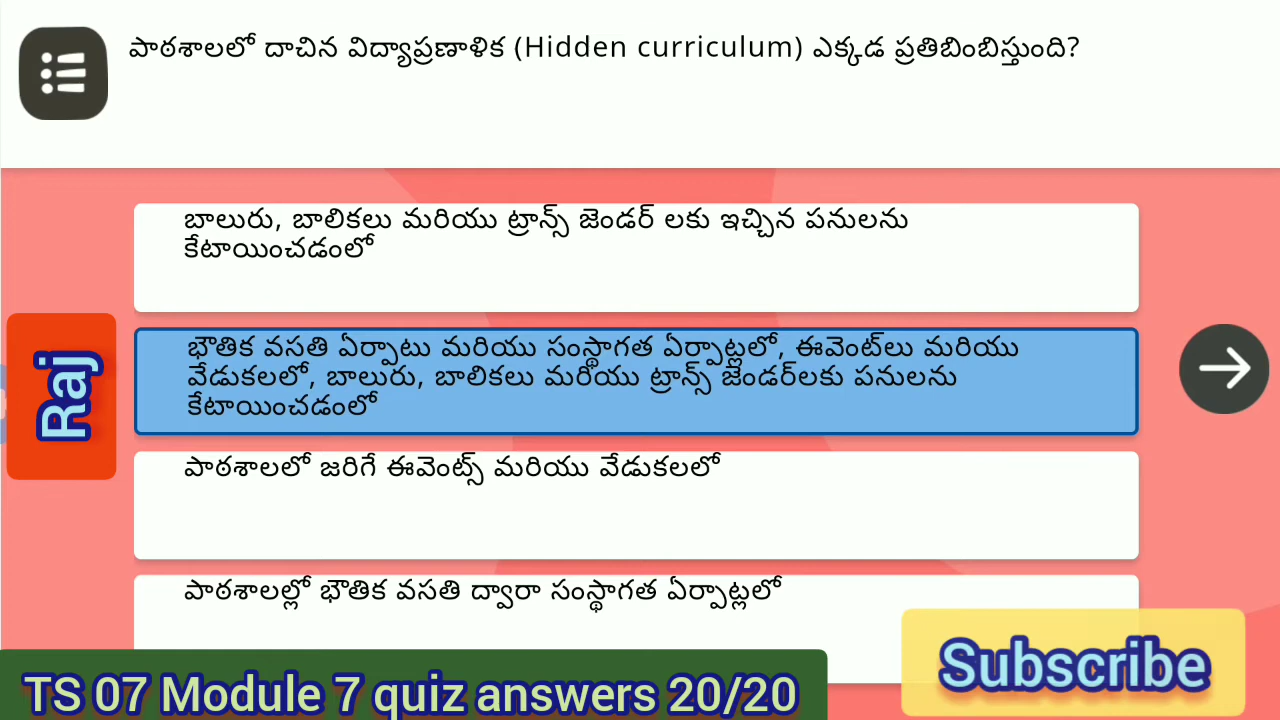 పాఠశాలలో దాచిన విద్యాప్రణాళిక (Hidden curriculum) ఎక్కడ ప్రతిబింబిస్తుంది?
బాలురు, బాలికలు మరియు ట్రాన్స్ జెండర్ లకు ఇచ్చిన పనులను
కేటాయించడంలో
భౌతిక వసతి ఏర్పాటు మరియు సంస్థాగత ఏర్పాట్లలో, ఈవెంట్‌లు మరియు
వేడుకలలో, బాలురు, బాలికలు మరియు ట్రాన్స్ జెండర్‌లకు పనులను
కేటాయించడంలో
పాఠశాలలో జరిగే ఈవెంట్స్ మరియు వేడుకలలో
పాఠశాలల్లో భౌతిక వసతి ద్వారా సంస్థాగత ఏర్పాట్లలో
Raj
Subscribe
TS 07 Module 7 quiz answers 20/20